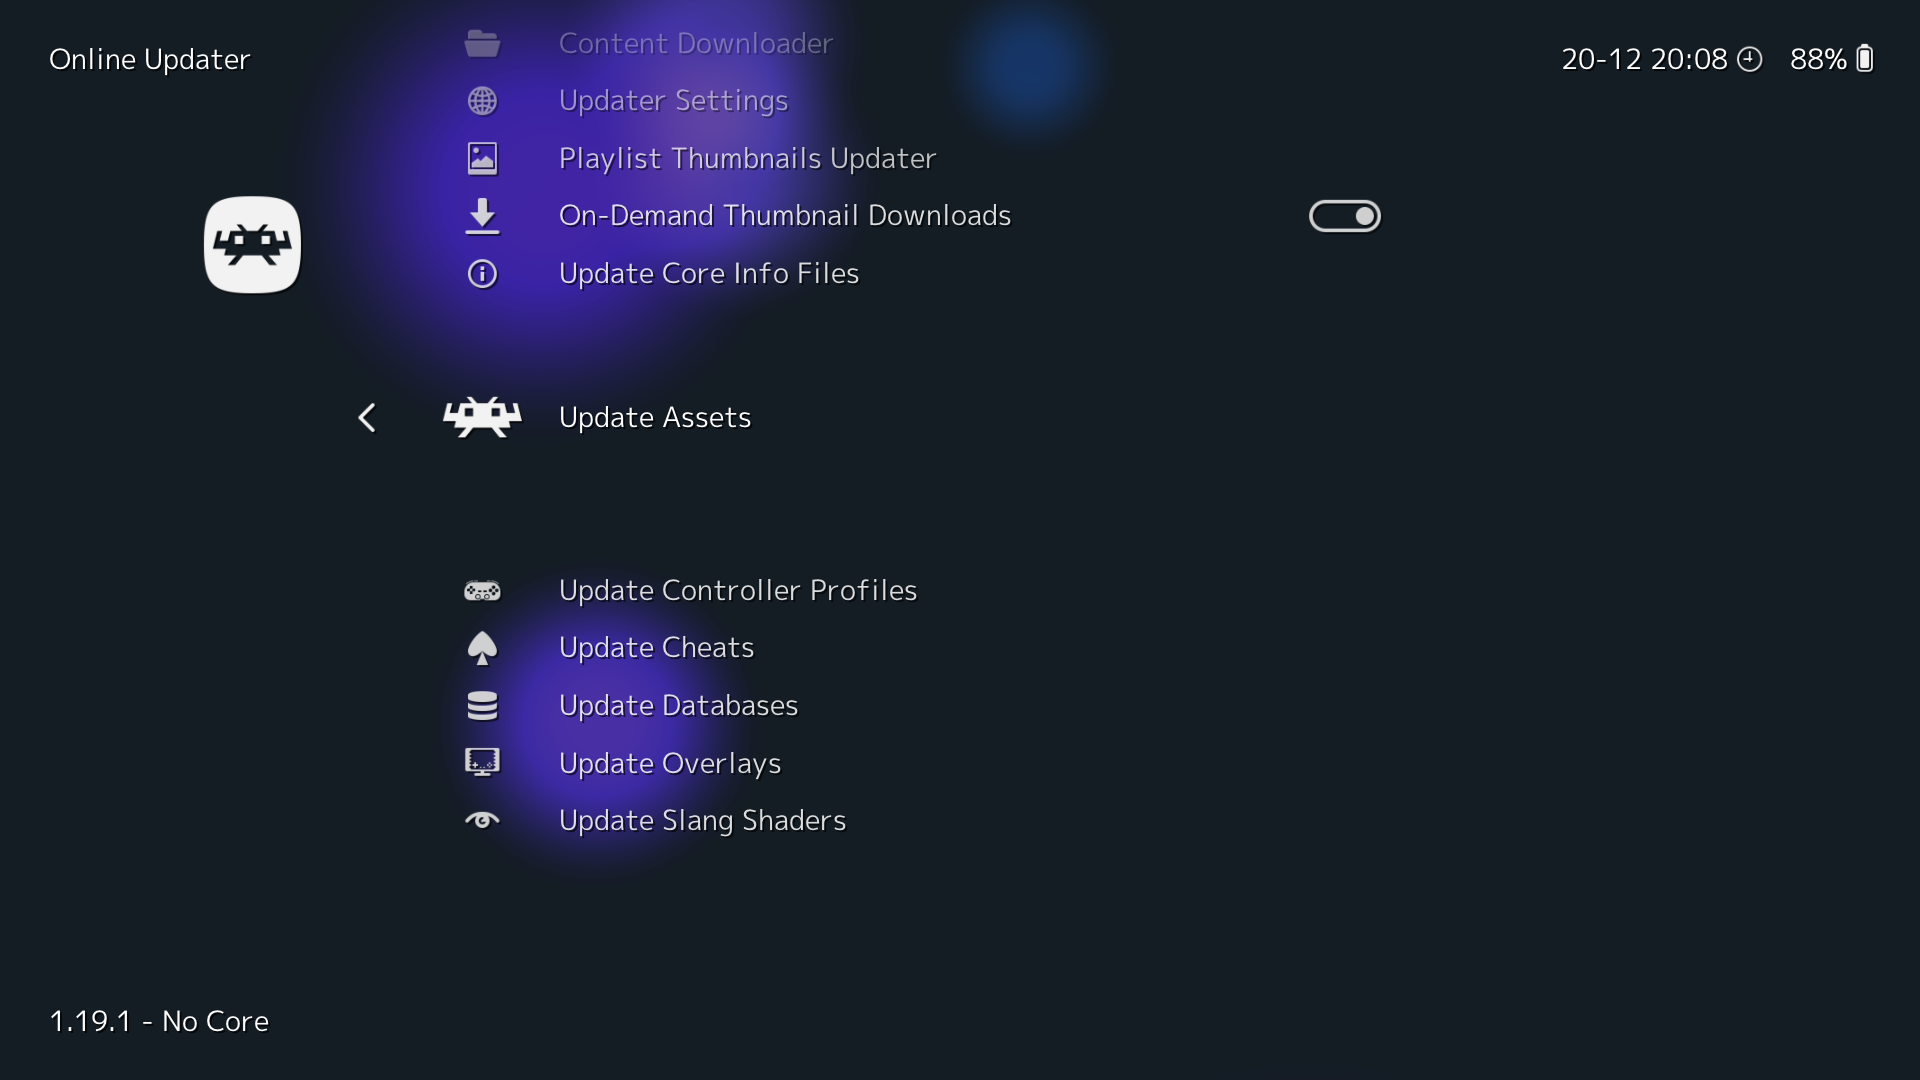 Online Updater
20-12 20:08
88%
Content Downloader
Updater Settings
Playlist Thumbnails Updater
On-Demand Thumbnail Downloads
Update Core Info Files
Update Assets
Update Controller Profiles
Update Cheats
Update Databases
Update Overlays
Update Slang Shaders
1.19.1 - No Core